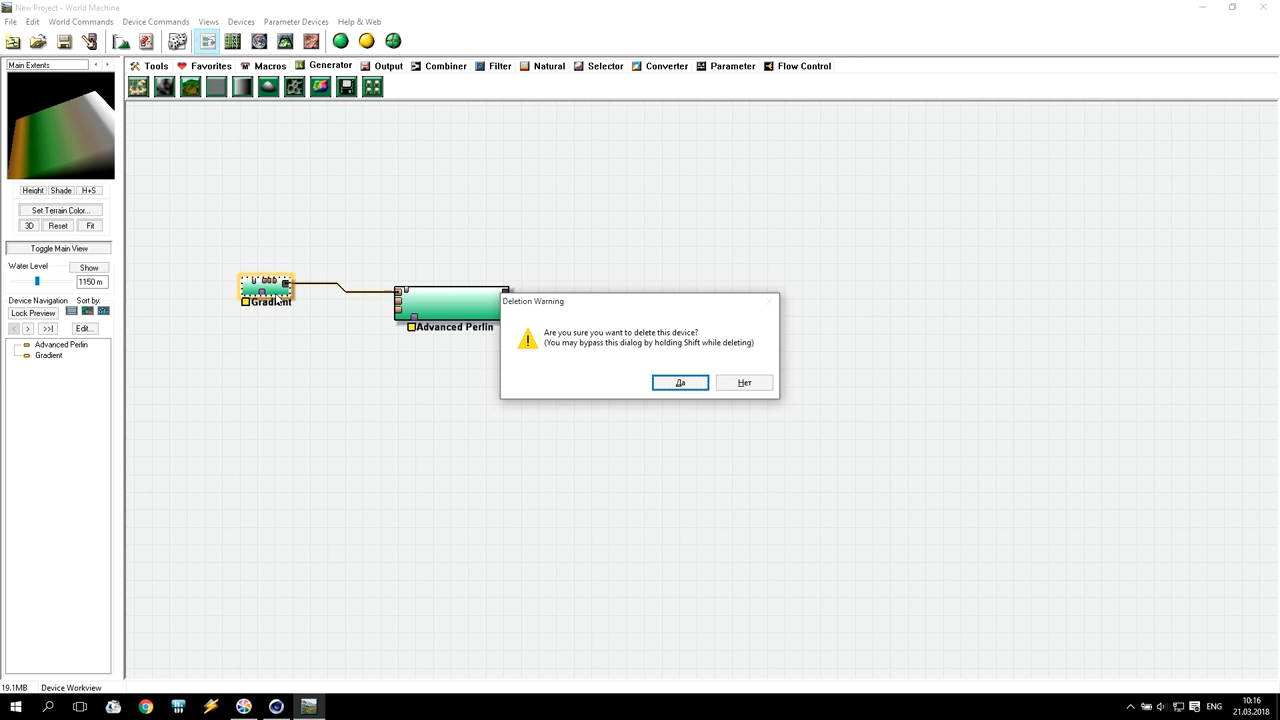 New Project - World Machine
File Edit World Commands Device Commands Views Devices Parameter Devices Help & Web
Main Extents
Tools Favorites Macros Generator Output Combiner Filter Natural Selector Converter Parameter Flow Control
Height Shade H+S
Set Terrain Color...
3D Reset Fit
Toggle Main View
Water Level Show
1150 m
Device Navigation Sort by:
Lock Preview
< > >>| Edit...
Advanced Perlin
Gradient
Gradient
Advanced Perlin
Deletion Warning
Are you sure you want to delete this device?
(You may bypass this dialog by holding Shift while deleting)
Да Нет
19.1MB Device Workview
ENG
10:16
21.03.2018